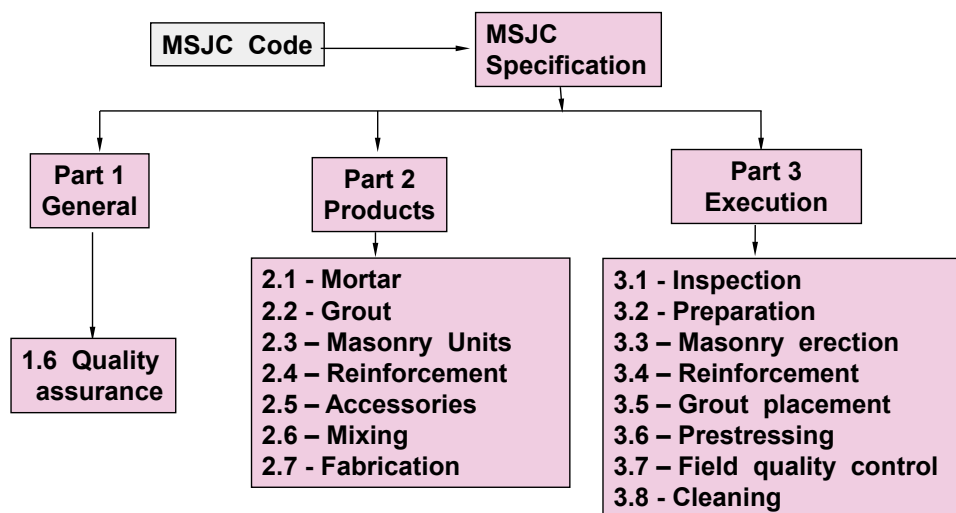 MSJC Code
MSJC
Specification
Part 1
General
Part 2
Products
Part 3
Execution
1.6 Quality
assurance
2.1 - Mortar
2.2 - Grout
2.3 – Masonry Units
2.4 – Reinforcement
2.5 – Accessories
2.6 – Mixing
2.7 - Fabrication
3.1 - Inspection
3.2 - Preparation
3.3 – Masonry erection
3.4 – Reinforcement
3.5 – Grout placement
3.6 – Prestressing
3.7 – Field quality control
3.8 - Cleaning